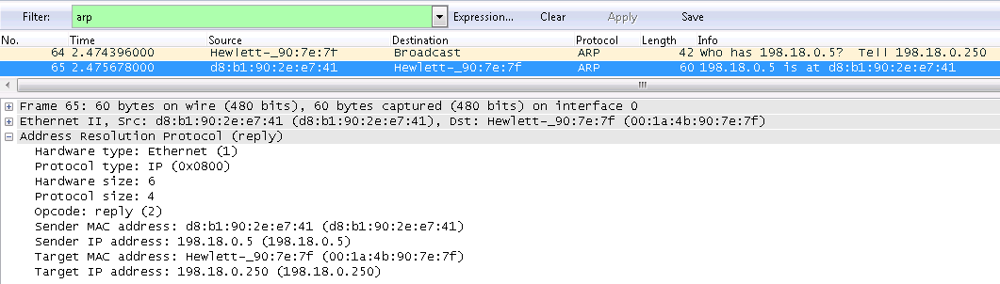 Filter: arp Expression... Clear Apply Save
No. Time Source Destination Protocol Length Info
64 2.474396000 Hewlett-_90:7e:7f Broadcast ARP 42 Who has 198.18.0.5? Tell 198.18.0.250
65 2.475678000 d8:b1:90:2e:e7:41 Hewlett-_90:7e:7f ARP 60 198.18.0.5 is at d8:b1:90:2e:e7:41
Frame 65: 60 bytes on wire (480 bits), 60 bytes captured (480 bits) on interface 0
Ethernet II, Src: d8:b1:90:2e:e7:41 (d8:b1:90:2e:e7:41), Dst: Hewlett-_90:7e:7f (00:1a:4b:90:7e:7f)
Address Resolution Protocol (reply)
Hardware type: Ethernet (1)
Protocol type: IP (0x0800)
Hardware size: 6
Protocol size: 4
Opcode: reply (2)
Sender MAC address: d8:b1:90:2e:e7:41 (d8:b1:90:2e:e7:41)
Sender IP address: 198.18.0.5 (198.18.0.5)
Target MAC address: Hewlett-_90:7e:7f (00:1a:4b:90:7e:7f)
Target IP address: 198.18.0.250 (198.18.0.250)